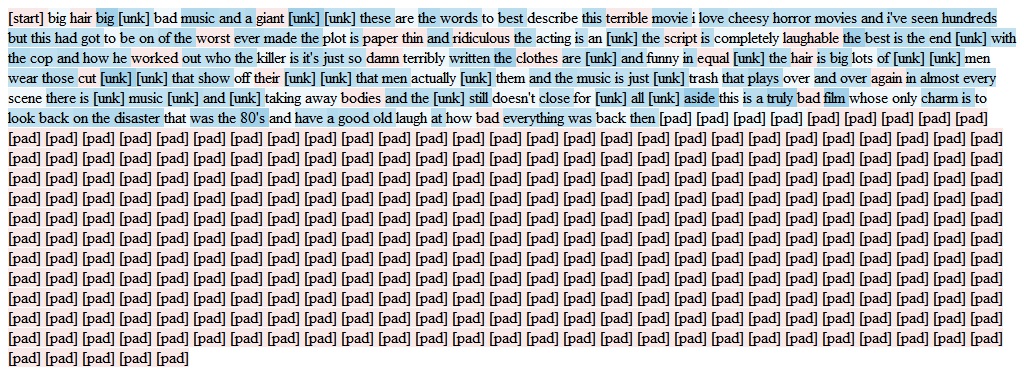 [start] big hair big [unk] bad music and a giant [unk] [unk] these are the words to best describe this terrible movie i love cheesy horror movies and i've seen hundreds
but this had got to be on of the worst ever made the plot is paper thin and ridiculous the acting is an [unk] the script is completely laughable the best is the end [unk] with
the cop and how he worked out who the killer is it's just so damn terribly written the clothes are [unk] and funny in equal [unk] the hair is big lots of [unk] [unk] men
wear those cut [unk] [unk] that show off their [unk] [unk] that men actually [unk] them and the music is just [unk] trash that plays over and over again in almost every
scene there is [unk] music [unk] and [unk] taking away bodies and the [unk] still doesn't close for [unk] all [unk] aside this is a truly bad film whose only charm is to
look back on the disaster that was the 80's and have a good old laugh at how bad everything was back then [pad] [pad] [pad] [pad] [pad] [pad] [pad] [pad] [pad]
[pad] [pad] [pad] [pad] [pad] [pad] [pad] [pad] [pad] [pad] [pad] [pad] [pad] [pad] [pad] [pad] [pad] [pad] [pad] [pad] [pad] [pad] [pad] [pad] [pad] [pad] [pad]
[pad] [pad] [pad] [pad] [pad] [pad] [pad] [pad] [pad] [pad] [pad] [pad] [pad] [pad] [pad] [pad] [pad] [pad] [pad] [pad] [pad] [pad] [pad] [pad] [pad] [pad] [pad]
[pad] [pad] [pad] [pad] [pad] [pad] [pad] [pad] [pad] [pad] [pad] [pad] [pad] [pad] [pad] [pad] [pad] [pad] [pad] [pad] [pad] [pad] [pad] [pad] [pad] [pad] [pad]
[pad] [pad] [pad] [pad] [pad] [pad] [pad] [pad] [pad] [pad] [pad] [pad] [pad] [pad] [pad] [pad] [pad] [pad] [pad] [pad] [pad] [pad] [pad] [pad] [pad] [pad] [pad]
[pad] [pad] [pad] [pad] [pad] [pad] [pad] [pad] [pad] [pad] [pad] [pad] [pad] [pad] [pad] [pad] [pad] [pad] [pad] [pad] [pad] [pad] [pad] [pad] [pad] [pad] [pad]
[pad] [pad] [pad] [pad] [pad] [pad] [pad] [pad] [pad] [pad] [pad] [pad] [pad] [pad] [pad] [pad] [pad] [pad] [pad] [pad] [pad] [pad] [pad] [pad] [pad] [pad] [pad]
[pad] [pad] [pad] [pad] [pad] [pad] [pad] [pad] [pad] [pad] [pad] [pad] [pad] [pad] [pad] [pad] [pad] [pad] [pad] [pad] [pad] [pad] [pad] [pad] [pad] [pad] [pad]
[pad] [pad] [pad] [pad] [pad] [pad] [pad] [pad] [pad] [pad] [pad] [pad] [pad] [pad] [pad] [pad] [pad] [pad] [pad] [pad] [pad] [pad] [pad] [pad] [pad] [pad] [pad]
[pad] [pad] [pad] [pad] [pad] [pad] [pad] [pad] [pad] [pad] [pad] [pad] [pad] [pad] [pad] [pad] [pad] [pad] [pad] [pad] [pad] [pad] [pad] [pad] [pad] [pad] [pad]
[pad] [pad] [pad] [pad] [pad] [pad] [pad] [pad] [pad] [pad] [pad] [pad] [pad] [pad] [pad] [pad] [pad] [pad] [pad] [pad] [pad] [pad] [pad] [pad] [pad] [pad] [pad]
[pad] [pad] [pad] [pad] [pad] [pad] [pad] [pad] [pad] [pad] [pad] [pad] [pad] [pad] [pad] [pad] [pad] [pad] [pad] [pad] [pad] [pad] [pad] [pad] [pad] [pad] [pad]
[pad] [pad] [pad] [pad] [pad]